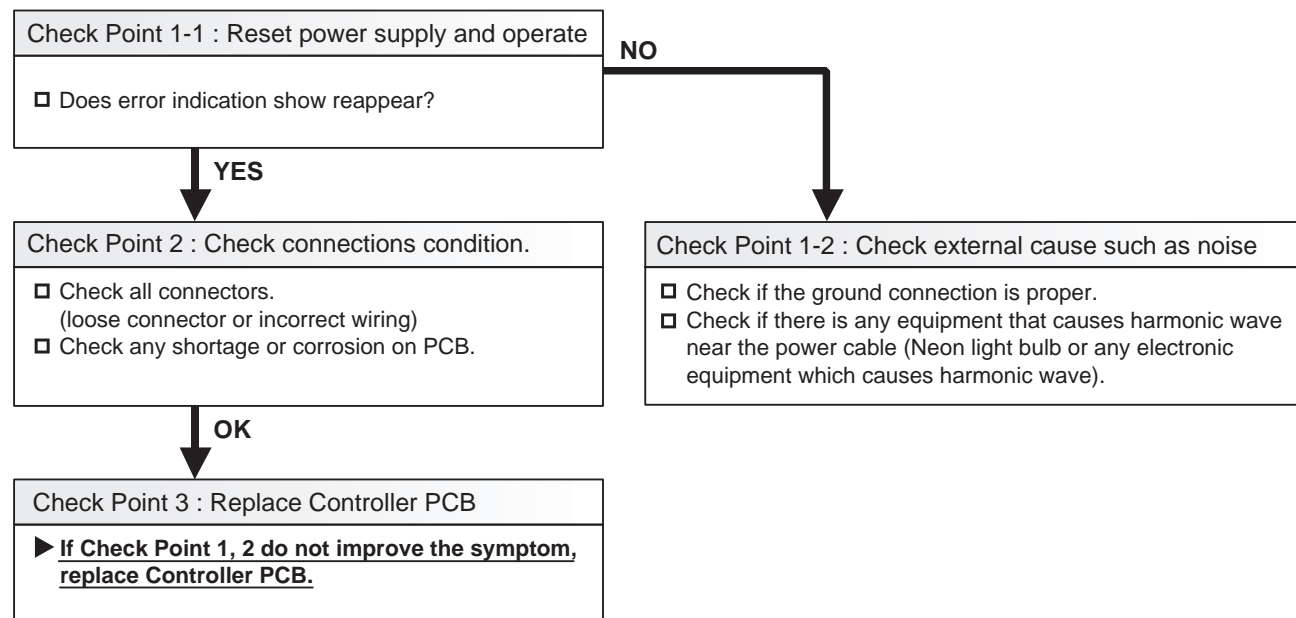 Check Point 1-1 : Reset power supply and operate
□ Does error indication show reappear?
NO
YES
Check Point 2 : Check connections condition.
□ Check all connectors.
(loose connector or incorrect wiring)
□ Check any shortage or corrosion on PCB.
Check Point 1-2 : Check external cause such as noise
□ Check if the ground connection is proper.
□ Check if there is any equipment that causes harmonic wave
near the power cable (Neon light bulb or any electronic
equipment which causes harmonic wave).
OK
Check Point 3 : Replace Controller PCB
▶ If Check Point 1, 2 do not improve the symptom,
replace Controller PCB.